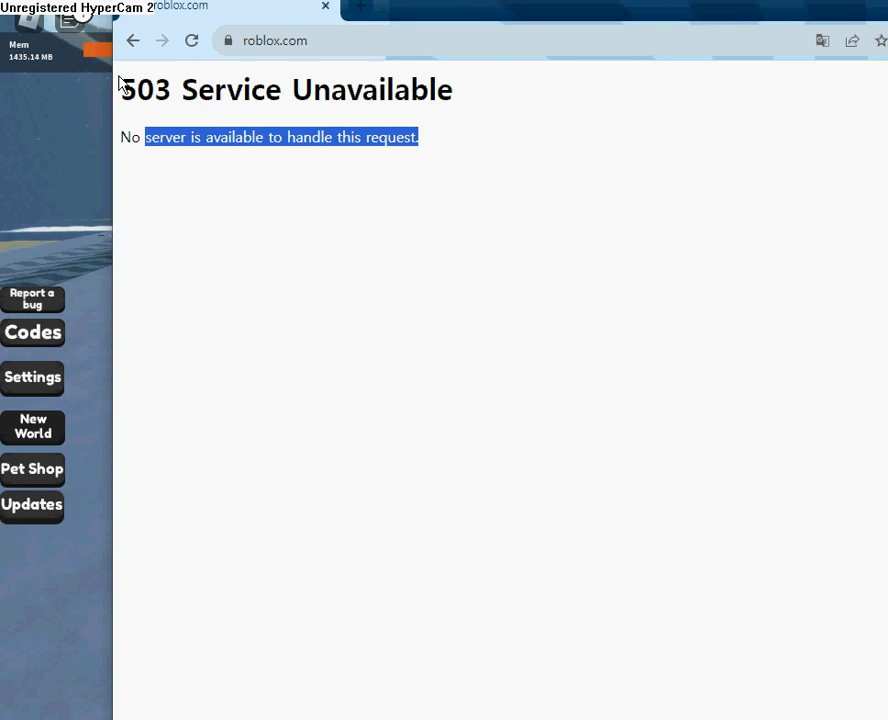 Unregistered HyperCam 2
roblox.com
Mem
1435.14 MB
roblox.com
503 Service Unavailable
No server is available to handle this request.
Report a
bug
Codes
Settings
New
World
Pet Shop
Updates